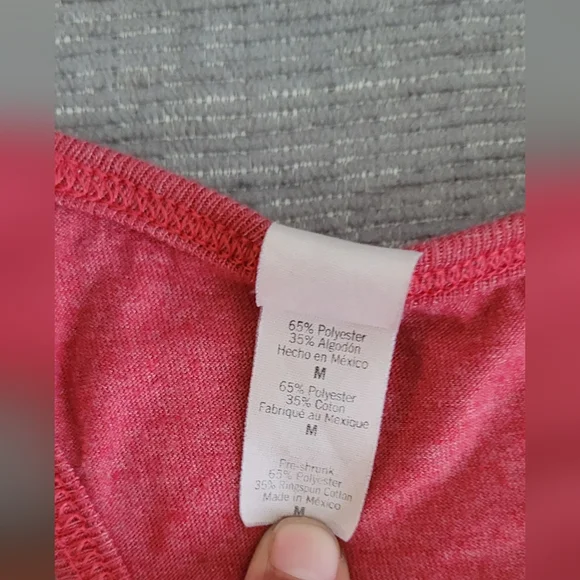 65% Polyester
35% Algodón
Hecho en México
M
65% Polyester
35% Coton
Fabriqué au Mexique
M
Pre-shrunk
65% Polyester
35% Ringspun Cotton
Made in México
M